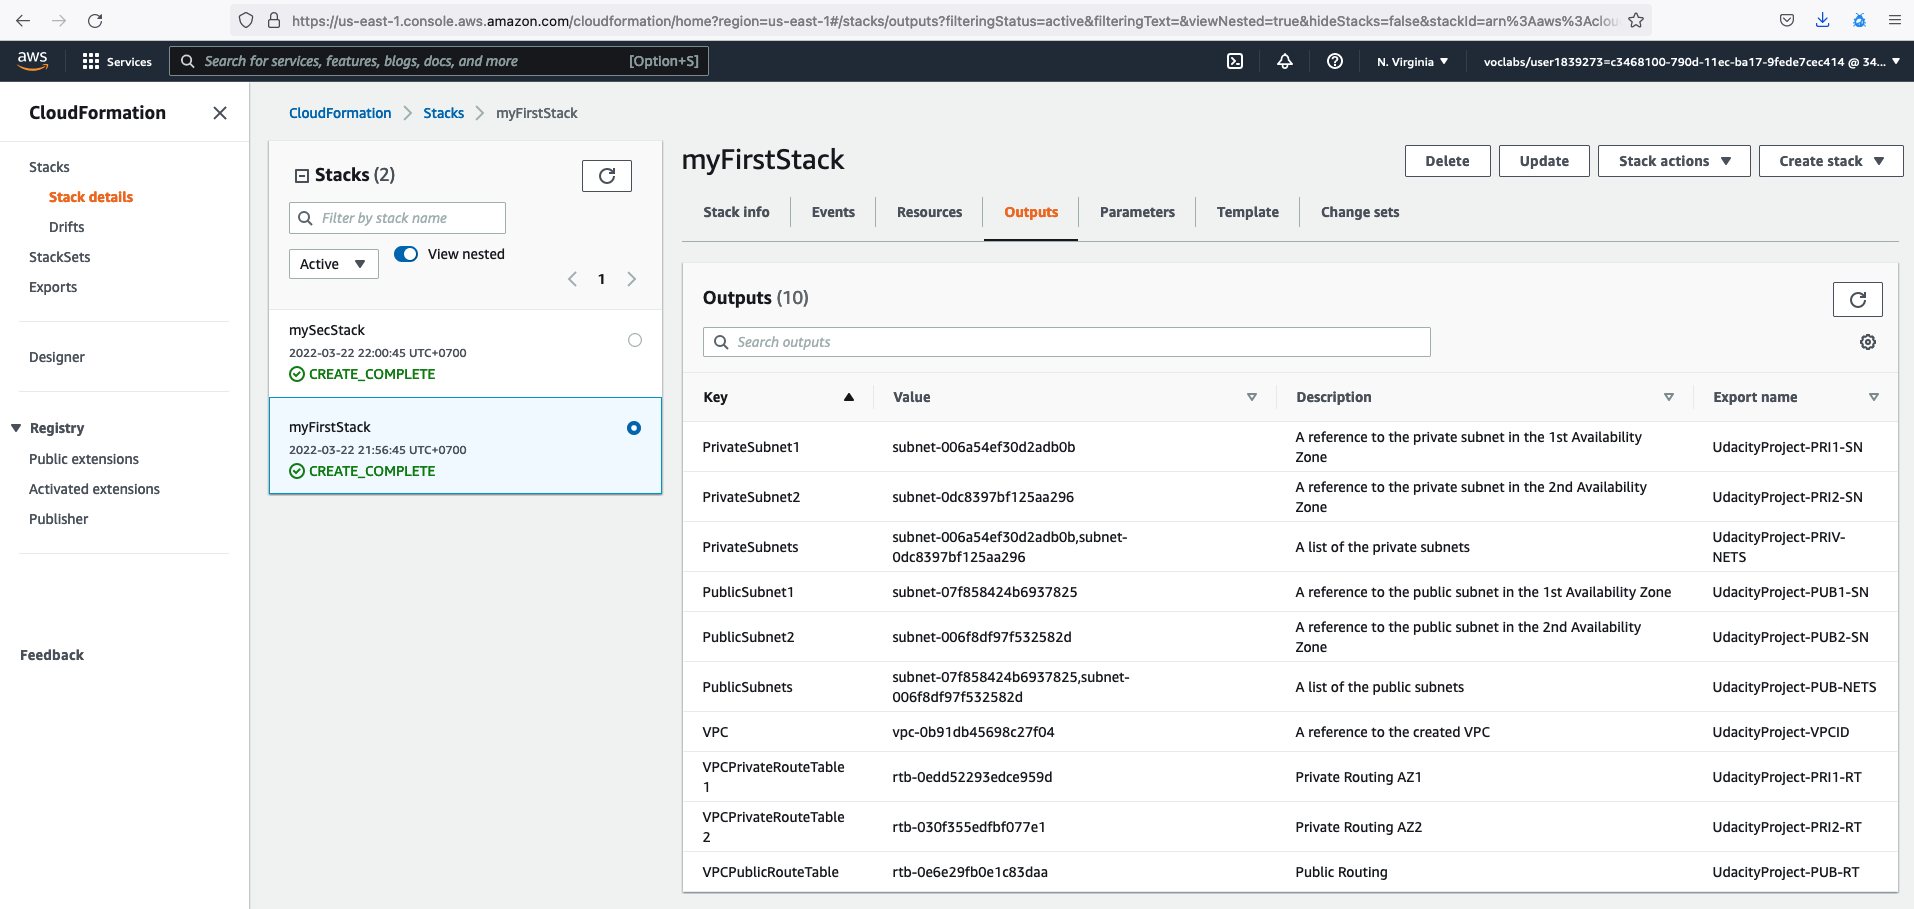 https://us-east-1.console.aws.amazon.com/cloudformation/home?region=us-east-1#/stacks/outputs?filteringStatus=active&filteringText=&viewNested=true&hideStacks=false&stackId=arn%3Aaws%3Aclou
aws
Services
Search for services, features, blogs, docs, and more
[Option+S]
N. Virginia
voclabs/user1839273=c3468100-790d-11ec-ba17-9fede7cec414 @ 34...
CloudFormation
Stacks
Stack details
Drifts
StackSets
Exports
Designer
Registry
Public extensions
Activated extensions
Publisher
Feedback
CloudFormation
Stacks
myFirstStack
Stacks (2)
Filter by stack name
Active
View nested
1
mySecStack
2022-03-22 22:00:45 UTC+0700
CREATE_COMPLETE
myFirstStack
2022-03-22 21:56:45 UTC+0700
CREATE_COMPLETE
myFirstStack
Delete
Update
Stack actions
Create stack
Stack info
Events
Resources
Outputs
Parameters
Template
Change sets
Outputs (10)
Search outputs
Key
Value
Description
Export name
PrivateSubnet1
subnet-006a54ef30d2adb0b
A reference to the private subnet in the 1st Availability
Zone
UdacityProject-PRI1-SN
PrivateSubnet2
subnet-0dc8397bf125aa296
A reference to the private subnet in the 2nd Availability
Zone
UdacityProject-PRI2-SN
PrivateSubnets
subnet-006a54ef30d2adb0b,subnet-
0dc8397bf125aa296
A list of the private subnets
UdacityProject-PRIV-
NETS
PublicSubnet1
subnet-07f858424b6937825
A reference to the public subnet in the 1st Availability Zone
UdacityProject-PUB1-SN
PublicSubnet2
subnet-006f8df97f532582d
A reference to the public subnet in the 2nd Availability
Zone
UdacityProject-PUB2-SN
PublicSubnets
subnet-07f858424b6937825,subnet-
006f8df97f532582d
A list of the public subnets
UdacityProject-PUB-NETS
VPC
vpc-0b91db45698c27f04
A reference to the created VPC
UdacityProject-VPCID
VPCPrivateRouteTable
1
rtb-0edd52293edce959d
Private Routing AZ1
UdacityProject-PRI1-RT
VPCPrivateRouteTable
2
rtb-030f355edfbf077e1
Private Routing AZ2
UdacityProject-PRI2-RT
VPCPublicRouteTable
rtb-0e6e29fb0e1c83daa
Public Routing
UdacityProject-PUB-RT